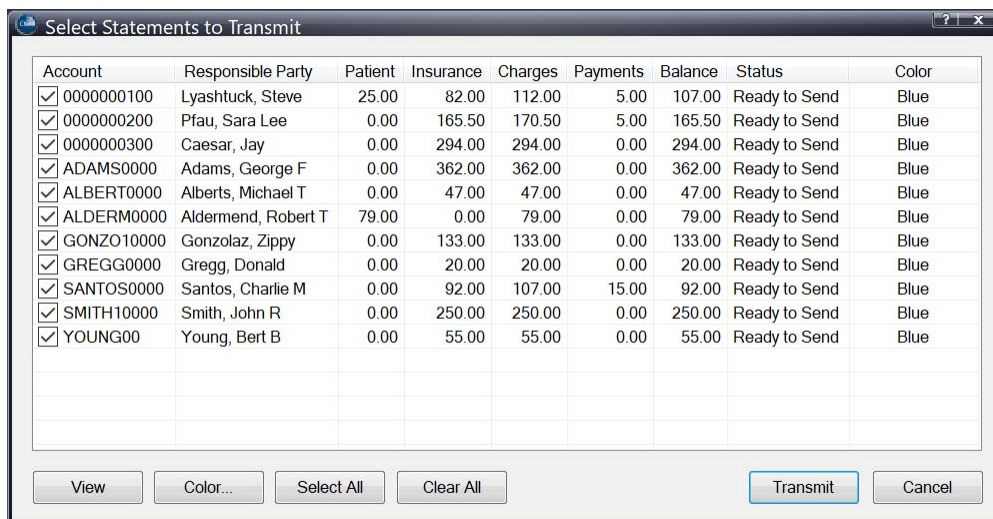 Select Statements to Transmit
Account Responsible Party Patient Insurance Charges Payments Balance Status Color
0000000100 Lyashtuck, Steve 25.00 82.00 112.00 5.00 107.00 Ready to Send Blue
0000000200 Pfau, Sara Lee 0.00 165.50 170.50 5.00 165.50 Ready to Send Blue
0000000300 Caesar, Jay 0.00 294.00 294.00 0.00 294.00 Ready to Send Blue
ADAMS0000 Adams, George F 0.00 362.00 362.00 0.00 362.00 Ready to Send Blue
ALBERT0000 Alberts, Michael T 0.00 47.00 47.00 0.00 47.00 Ready to Send Blue
ALDERM0000 Aldermend, Robert T 79.00 0.00 79.00 0.00 79.00 Ready to Send Blue
GONZO10000 Gonzolaz, Zippy 0.00 133.00 133.00 0.00 133.00 Ready to Send Blue
GREGG0000 Gregg, Donald 0.00 20.00 20.00 0.00 20.00 Ready to Send Blue
SANTOS0000 Santos, Charlie M 0.00 92.00 107.00 15.00 92.00 Ready to Send Blue
SMITH10000 Smith, John R 0.00 250.00 250.00 0.00 250.00 Ready to Send Blue
YOUNG00 Young, Bert B 0.00 55.00 55.00 0.00 55.00 Ready to Send Blue
View Color... Select All Clear All Transmit Cancel